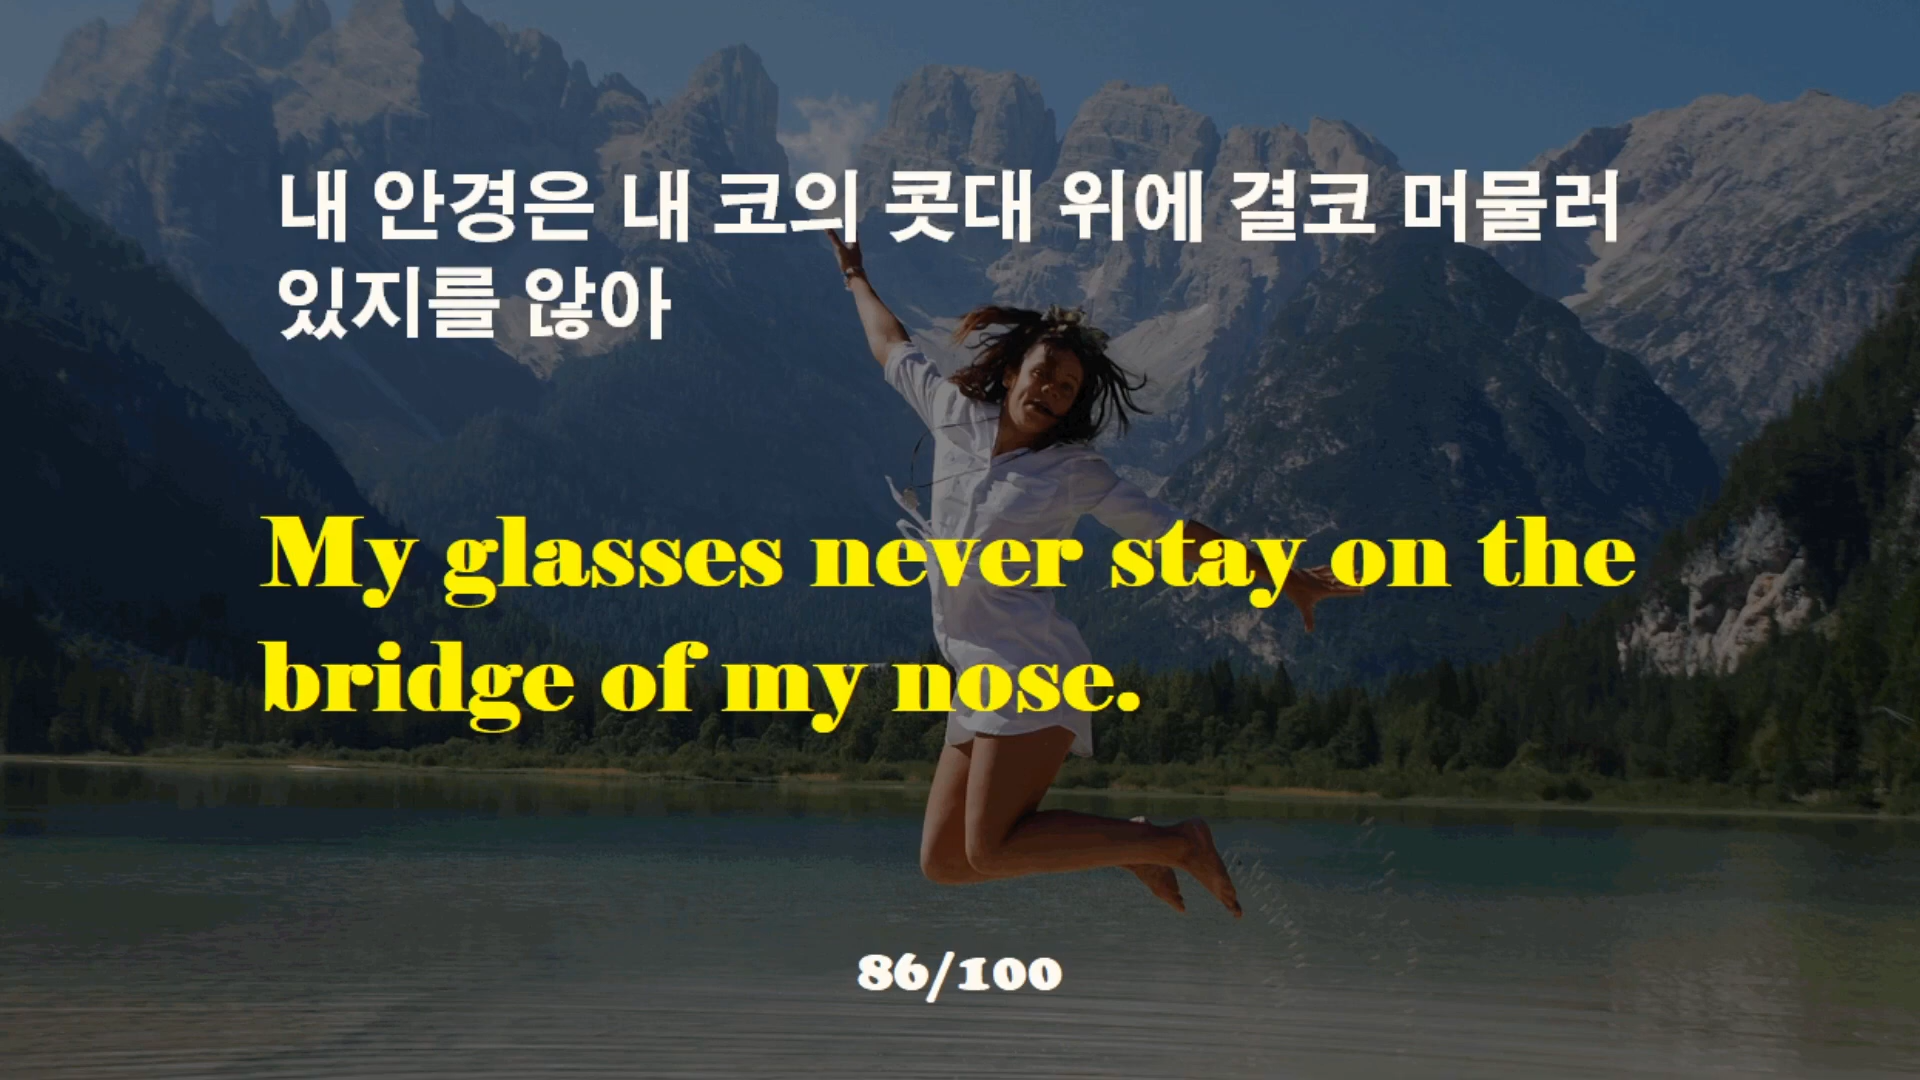 내 안경은 내 코의 콧대 위에 결코 머물러
있지를 않아
My glasses never stay on the
bridge of my nose.
86/100